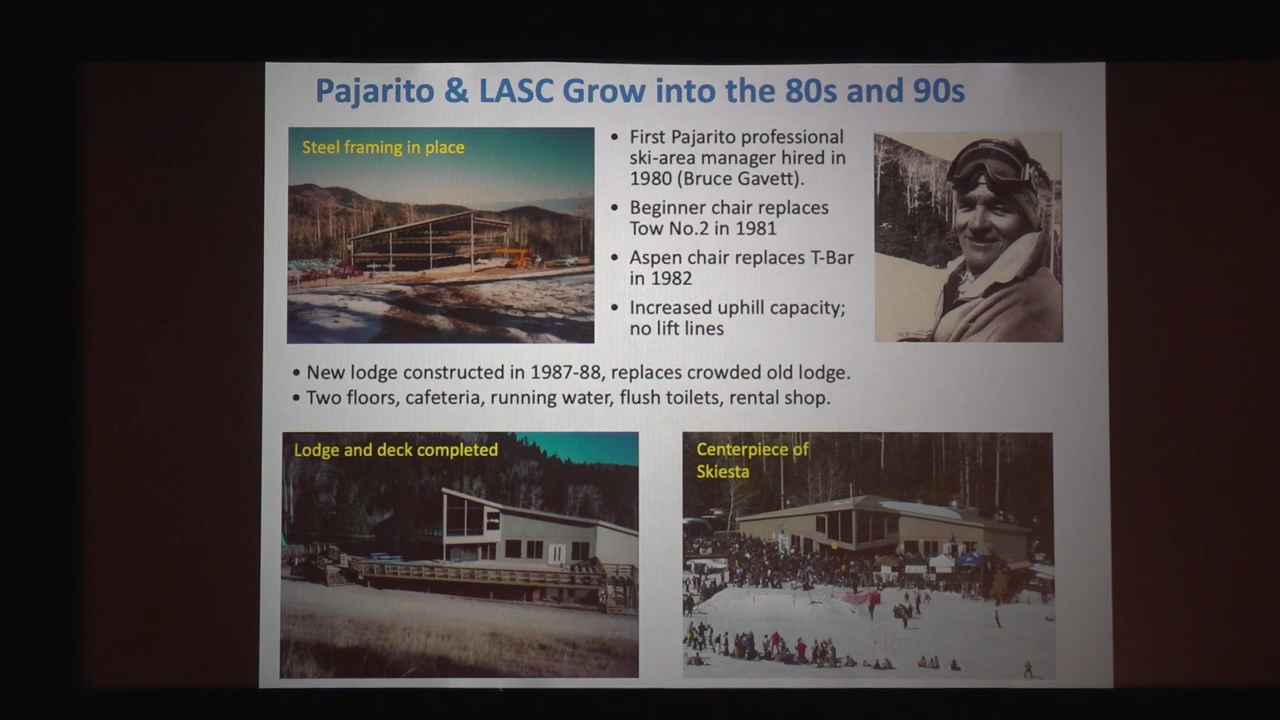 Pajarito & LASC Grow into the 80s and 90s
Steel framing in place
• First Pajarito professional
ski-area manager hired in
1980 (Bruce Gavett).
• Beginner chair replaces
Tow No.2 in 1981
• Aspen chair replaces T-Bar
in 1982
• Increased uphill capacity;
no lift lines
• New lodge constructed in 1987-88, replaces crowded old lodge.
• Two floors, cafeteria, running water, flush toilets, rental shop.
Lodge and deck completed
Centerpiece of
Skiesta